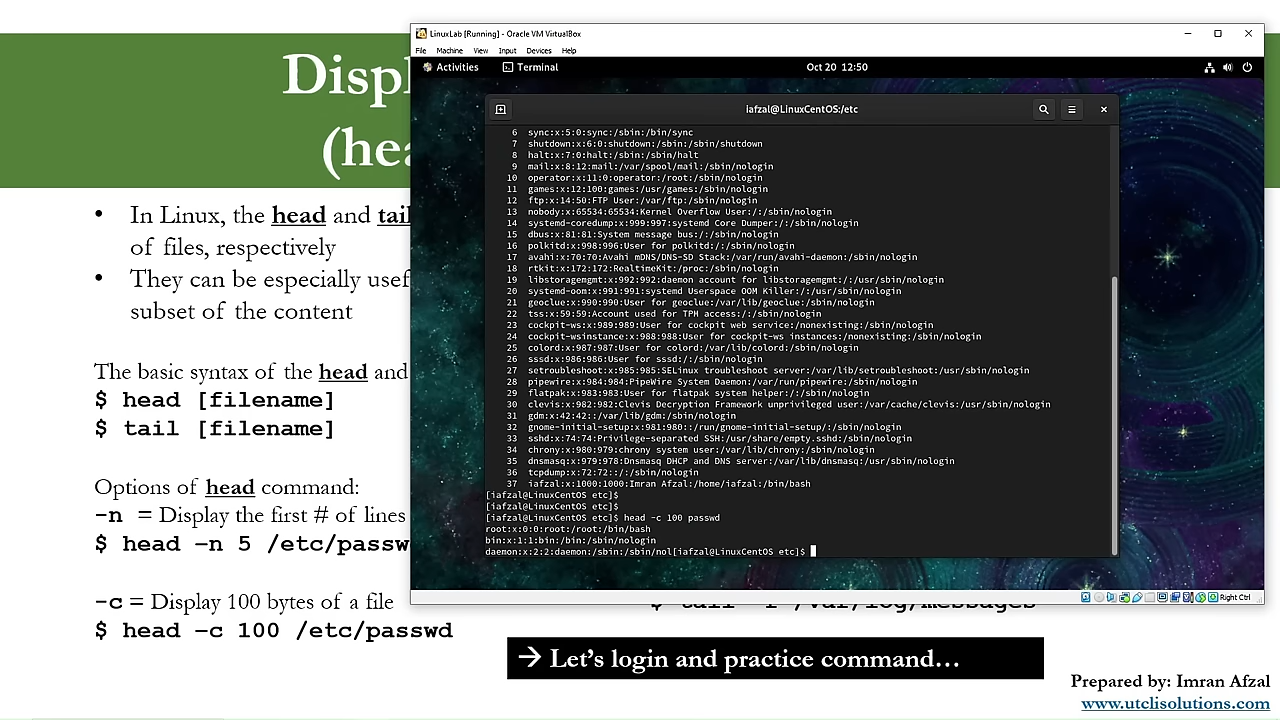 Displ
(hea
• In Linux, the head and tail
of files, respectively
• They can be especially usef
subset of the content
The basic syntax of the head and
$ head [filename]
$ tail [filename]
Options of head command:
-n = Display the first # of lines
$ head –n 5 /etc/passw
-c = Display 100 bytes of a file
$ head –c 100 /etc/passwd
LinuxLab [Running] - Oracle VM VirtualBox
File Machine View Input Devices Help
Activities Terminal Oct 20 12:50
iafzal@LinuxCentOS:/etc
6 sync:x:5:0:sync:/sbin:/bin/sync
7 shutdown:x:6:0:shutdown:/sbin:/sbin/shutdown
8 halt:x:7:0:halt:/sbin:/sbin/halt
9 mail:x:8:12:mail:/var/spool/mail:/sbin/nologin
10 operator:x:11:0:operator:/root:/sbin/nologin
11 games:x:12:100:games:/usr/games:/sbin/nologin
12 ftp:x:14:50:FTP User:/var/ftp:/sbin/nologin
13 nobody:x:65534:65534:Kernel Overflow User:/:/sbin/nologin
14 systemd-coredump:x:999:997:systemd Core Dumper:/:/sbin/nologin
15 dbus:x:81:81:System message bus:/:/sbin/nologin
16 polkitd:x:998:996:User for polkitd:/:/sbin/nologin
17 avahi:x:70:70:Avahi mDNS/DNS-SD Stack:/var/run/avahi-daemon:/sbin/nologin
18 rtkit:x:172:172:RealtimeKit:/proc:/sbin/nologin
19 libstoragemgmt:x:992:992:daemon account for libstoragemgmt:/:/usr/sbin/nologin
20 systemd-oom:x:991:991:systemd Userspace OOM Killer:/:/usr/sbin/nologin
21 geoclue:x:990:990:User for geoclue:/var/lib/geoclue:/sbin/nologin
22 tss:x:59:59:Account used for TPM access:/:/sbin/nologin
23 cockpit-ws:x:989:989:User for cockpit web service:/nonexisting:/sbin/nologin
24 cockpit-wsinstance:x:988:988:User for cockpit-ws instances:/nonexisting:/sbin/nologin
25 colord:x:987:987:User for colord:/var/lib/colord:/sbin/nologin
26 sssd:x:986:986:User for sssd:/:/sbin/nologin
27 setroubleshoot:x:985:985:SELinux troubleshoot server:/var/lib/setroubleshoot:/usr/sbin/nologin
28 pipewire:x:984:984:PipeWire System Daemon:/var/run/pipewire:/sbin/nologin
29 flatpak:x:983:983:User for flatpak system helper:/:/sbin/nologin
30 clevis:x:982:982:Clevis Decryption Framework unprivileged user:/var/cache/clevis:/usr/sbin/nologin
31 gdm:x:42:42::/var/lib/gdm:/sbin/nologin
32 gnome-initial-setup:x:981:980::/run/gnome-initial-setup/:/sbin/nologin
33 sshd:x:74:74:Privilege-separated SSH:/usr/share/empty.sshd:/sbin/nologin
34 chrony:x:980:979:chrony system user:/var/lib/chrony:/sbin/nologin
35 dnsmasq:x:979:978:Dnsmasq DHCP and DNS server:/var/lib/dnsmasq:/usr/sbin/nologin
36 tcpdump:x:72:72::/:/sbin/nologin
37 iafzal:x:1000:1000:Imran Afzal:/home/iafzal:/bin/bash
[iafzal@LinuxCentOS etc]$
[iafzal@LinuxCentOS etc]$
[iafzal@LinuxCentOS etc]$ head -c 100 passwd
root:x:0:0:root:/root:/bin/bash
bin:x:1:1:bin:/bin:/sbin/nologin
daemon:x:2:2:daemon:/sbin:/sbin/nol[iafzal@LinuxCentOS etc]$
Right Ctrl
$ tail -f /var/log/messages
→ Let’s login and practice command…
Prepared by: Imran Afzal
www.utclisolutions.com